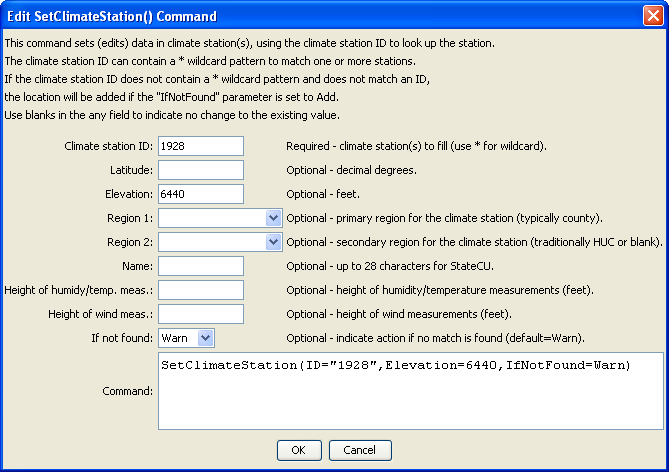 Edit SetClimateStation() Command
This command sets (edits) data in climate station(s), using the climate station ID to look up the station.
The climate station ID can contain a * wildcard pattern to match one or more stations.
If the climate station ID does not contain a * wildcard pattern and does not match an ID,
the location will be added if the "IfNotFound" parameter is set to Add.
Use blanks in the any field to indicate no change to the existing value.
Climate station ID: 1928 Required - climate station(s) to fill (use * for wildcard).
Latitude: Optional - decimal degrees.
Elevation: 6440 Optional - feet.
Region 1: Optional - primary region for the climate station (typically county).
Region 2: Optional - secondary region for the climate station (traditionally HUC or blank).
Name: Optional - up to 28 characters for StateCU.
Height of humidy/temp. meas.: Optional - height of humidity/temperature measurements (feet).
Height of wind meas.: Optional - height of wind measurements (feet).
If not found: Warn Optional - indicate action if no match is found (default=Warn).
Command: SetClimateStation(ID="1928",Elevation=6440,IfNotFound=Warn)
OK Cancel